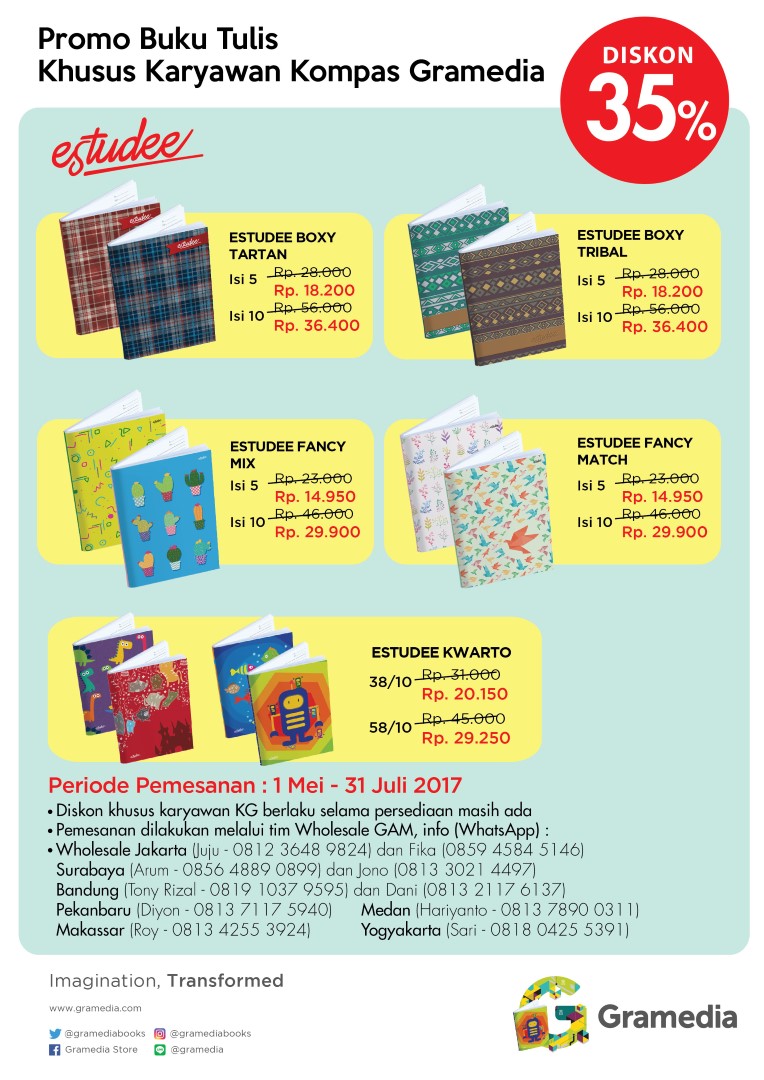 Promo Buku Tulis
Khusus Karyawan Kompas Gramedia
DISKON
35%
estudee
ESTUDEE BOXY
TARTAN
Isi 5 Rp. 28.000
Rp. 18.200
Isi 10 Rp. 56.000
Rp. 36.400
ESTUDEE BOXY
TRIBAL
Isi 5 Rp. 28.000
Rp. 18.200
Isi 10 Rp. 56.000
Rp. 36.400
ESTUDEE FANCY
MIX
Isi 5 Rp. 23.000
Rp. 14.950
Isi 10 Rp. 46.000
Rp. 29.900
ESTUDEE FANCY
MATCH
Isi 5 Rp. 23.000
Rp. 14.950
Isi 10 Rp. 46.000
Rp. 29.900
ESTUDEE KWARTO
38/10 Rp. 31.000
Rp. 20.150
58/10 Rp. 45.000
Rp. 29.250
Periode Pemesanan : 1 Mei - 31 Juli 2017
• Diskon khusus karyawan KG berlaku selama persediaan masih ada
• Pemesanan dilakukan melalui tim Wholesale GAM, info (WhatsApp) :
• Wholesale Jakarta (Juju - 0812 3648 9824) dan Fika (0859 4584 5146)
Surabaya (Arum - 0856 4889 0899) dan Jono (0813 3021 4497)
Bandung (Tony Rizal - 0819 1037 9595) dan Dani (0813 2117 6137)
Pekanbaru (Diyon - 0813 7117 5940) Medan (Hariyanto - 0813 7890 0311)
Makassar (Roy - 0813 4255 3924) Yogyakarta (Sari - 0818 0425 5391)
Imagination, Transformed
www.gramedia.com
@gramediabooks @gramediabooks
Gramedia Store @gramedia
Gramedia